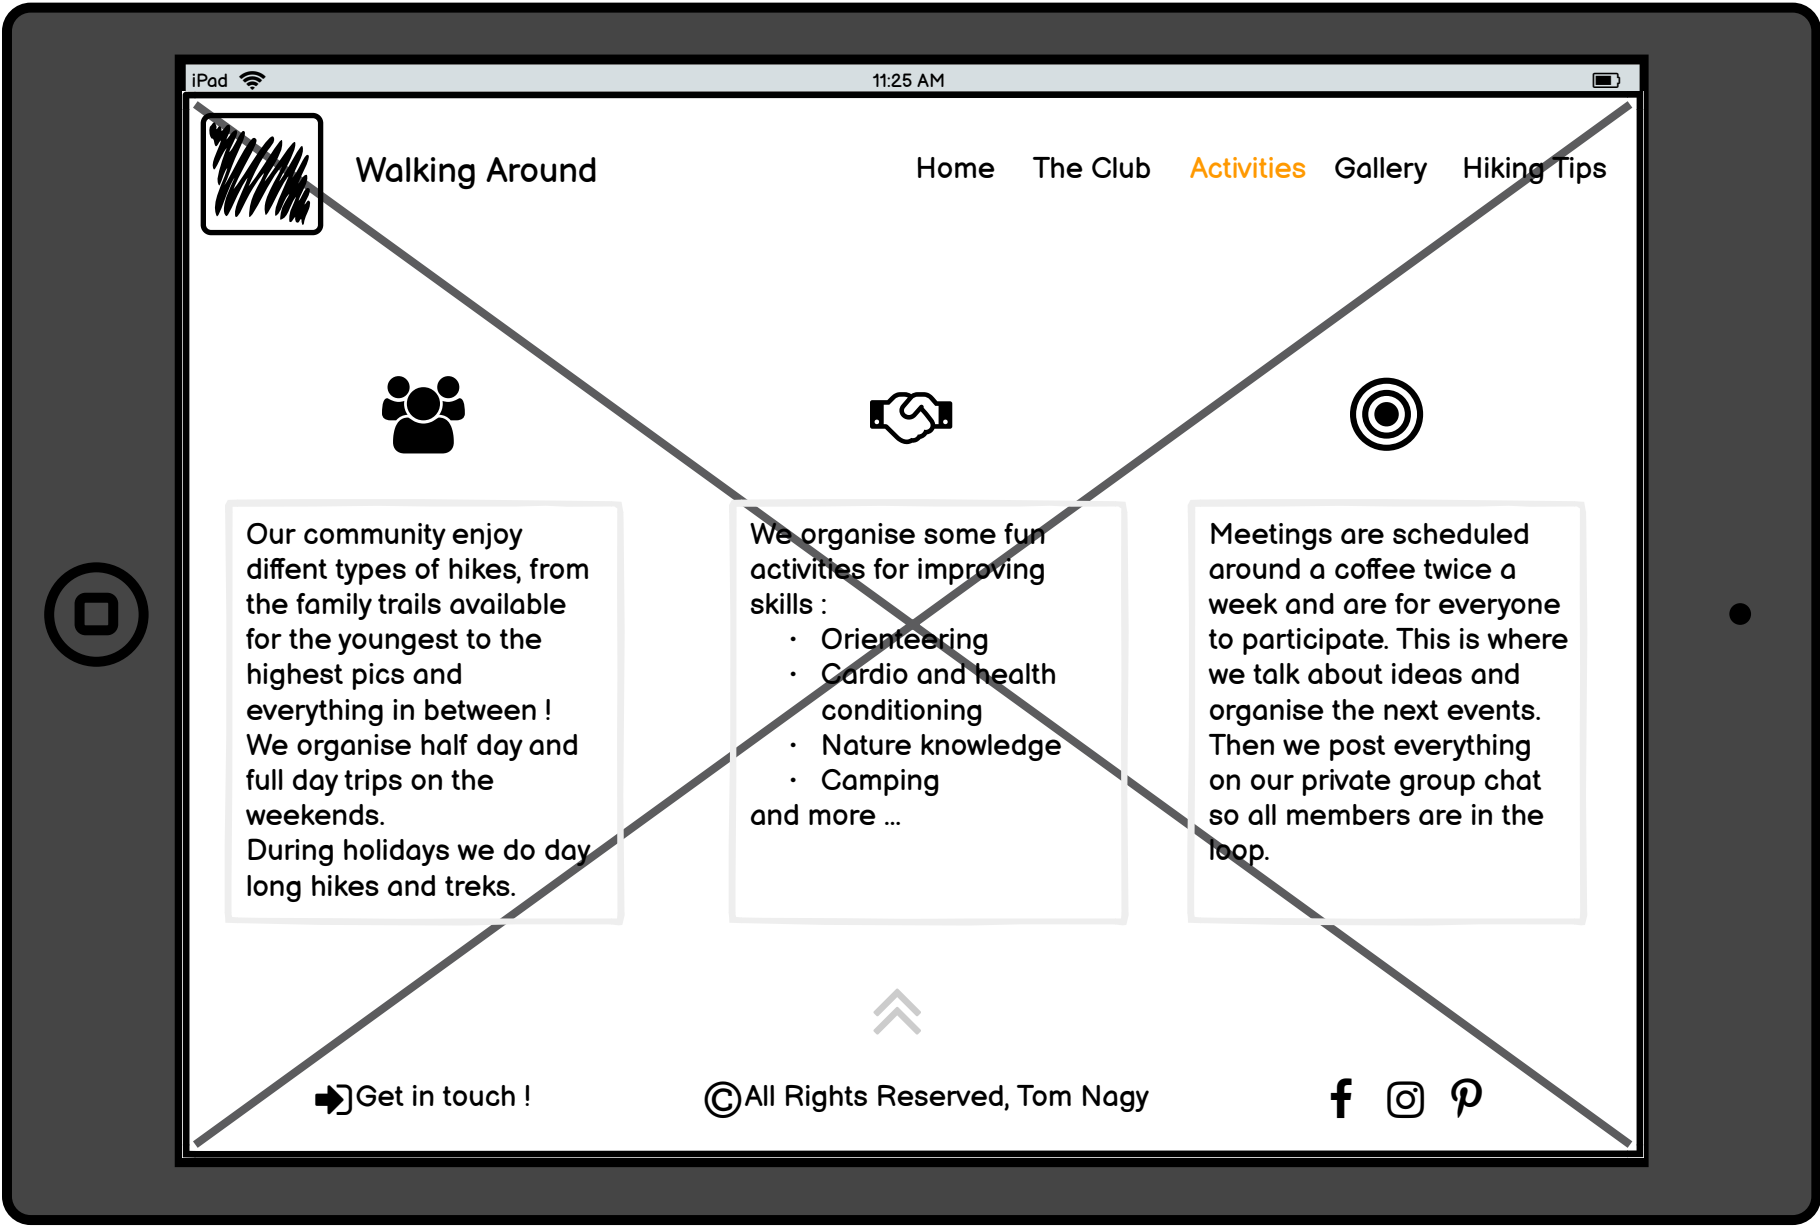 iPad 11:25 AM
Walking Around Home The Club Activities Gallery Hiking Tips
Our community enjoy
diffent types of hikes, from
the family trails available
for the youngest to the
highest pics and
everything in between !
We organise half day and
full day trips on the
weekends.
During holidays we do day
long hikes and treks.
We organise some fun
activities for improving
skills :
· Orienteering
· Cardio and health
conditioning
· Nature knowledge
· Camping
and more ...
Meetings are scheduled
around a coffee twice a
week and are for everyone
to participate. This is where
we talk about ideas and
organise the next events.
Then we post everything
on our private group chat
so all members are in the
loop.
Get in touch ! ©All Rights Reserved, Tom Nagy